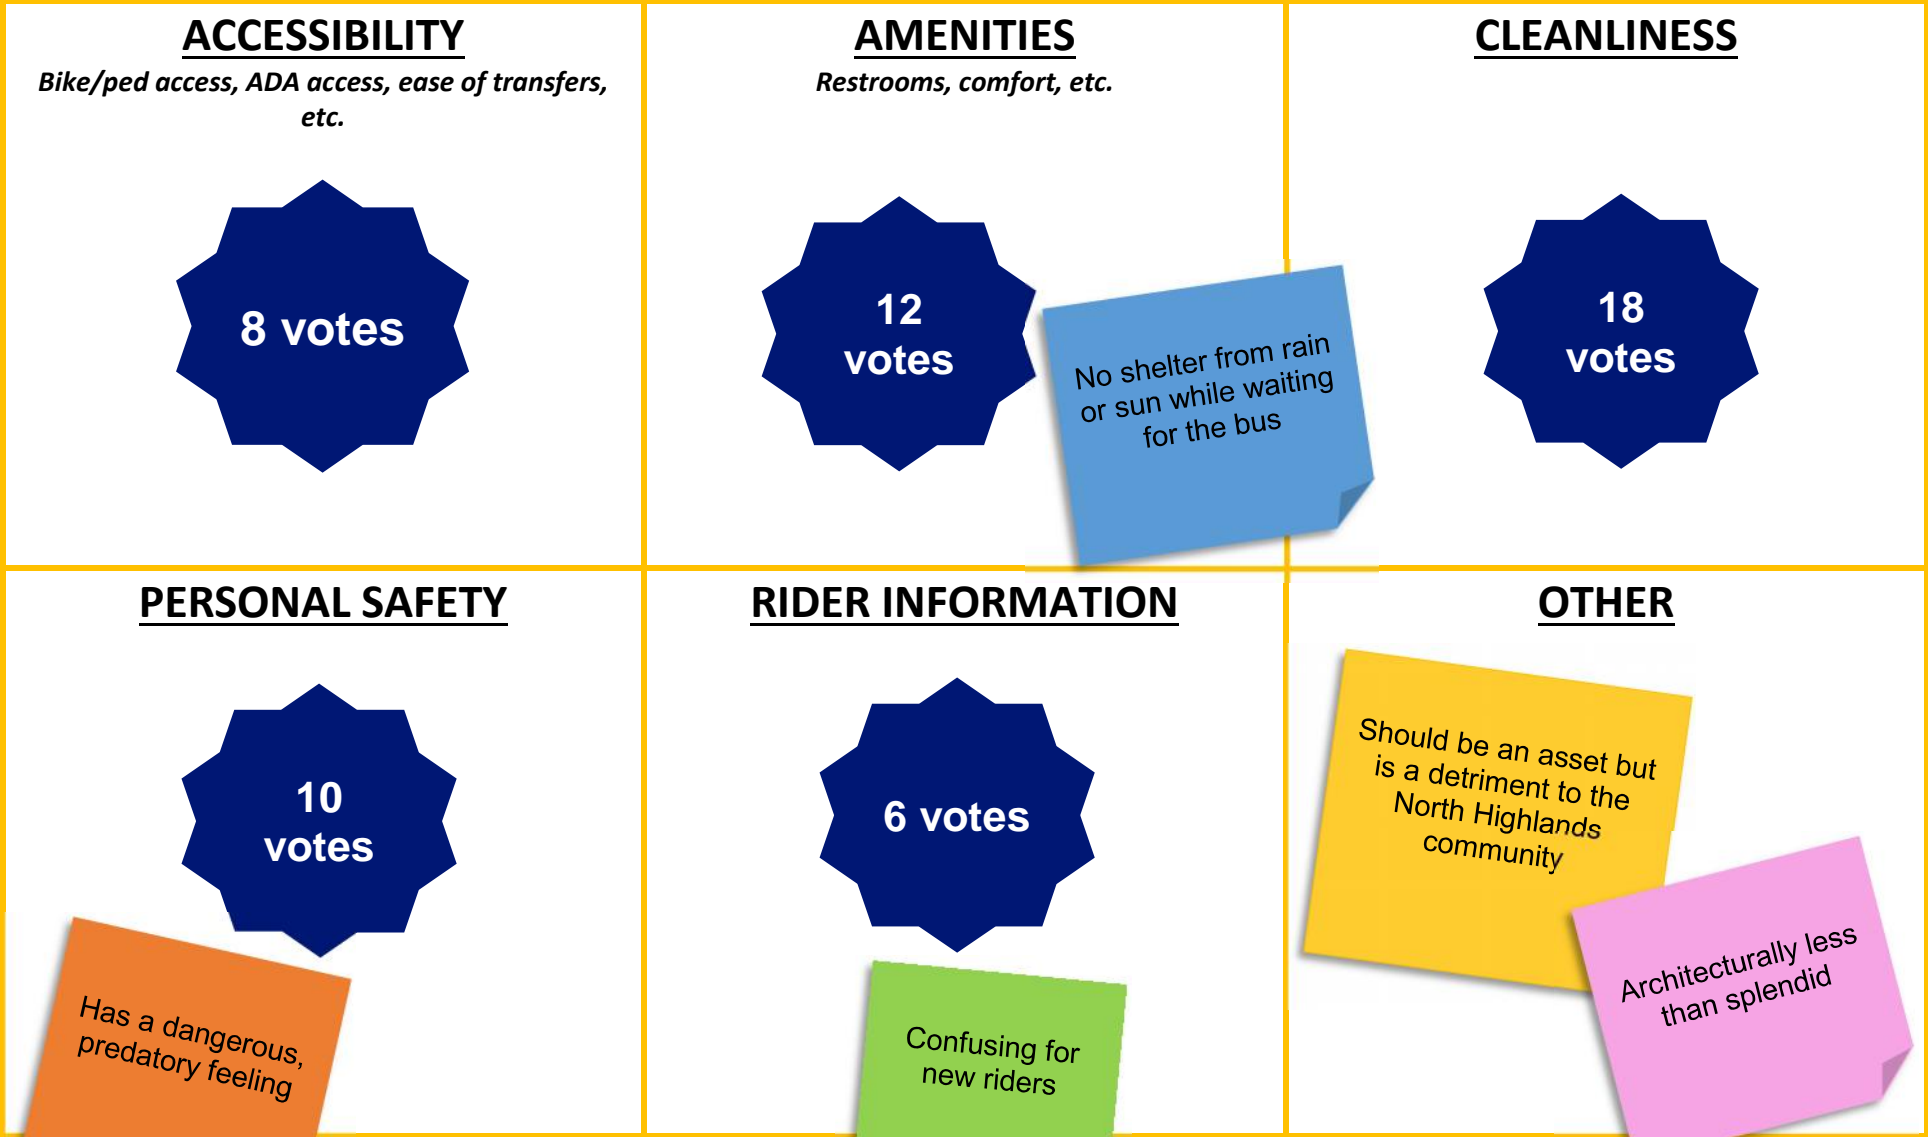 ACCESSIBILITY
Bike/ped access, ADA access, ease of transfers,
etc.
8 votes
AMENITIES
Restrooms, comfort, etc.
12
votes
No shelter from rain
or sun while waiting
for the bus
CLEANLINESS
18
votes
PERSONAL SAFETY
10
votes
Has a dangerous,
predatory feeling
RIDER INFORMATION
6 votes
Confusing for
new riders
OTHER
Should be an asset but
is a detriment to the
North Highlands
community
Architecturally less
than splendid